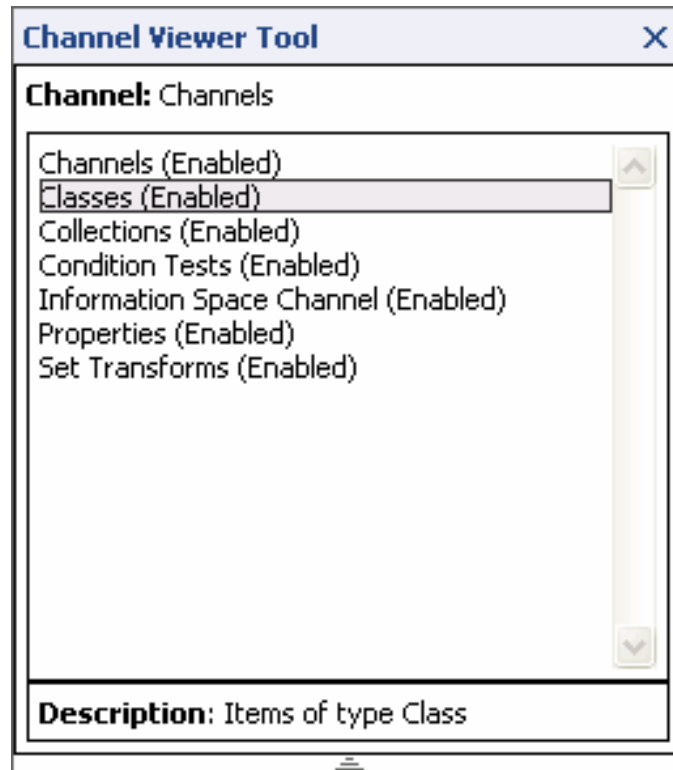 Channel Viewer Tool
Channel: Channels
Channels (Enabled)
Classes (Enabled)
Collections (Enabled)
Condition Tests (Enabled)
Information Space Channel (Enabled)
Properties (Enabled)
Set Transforms (Enabled)
Description: Items of type Class